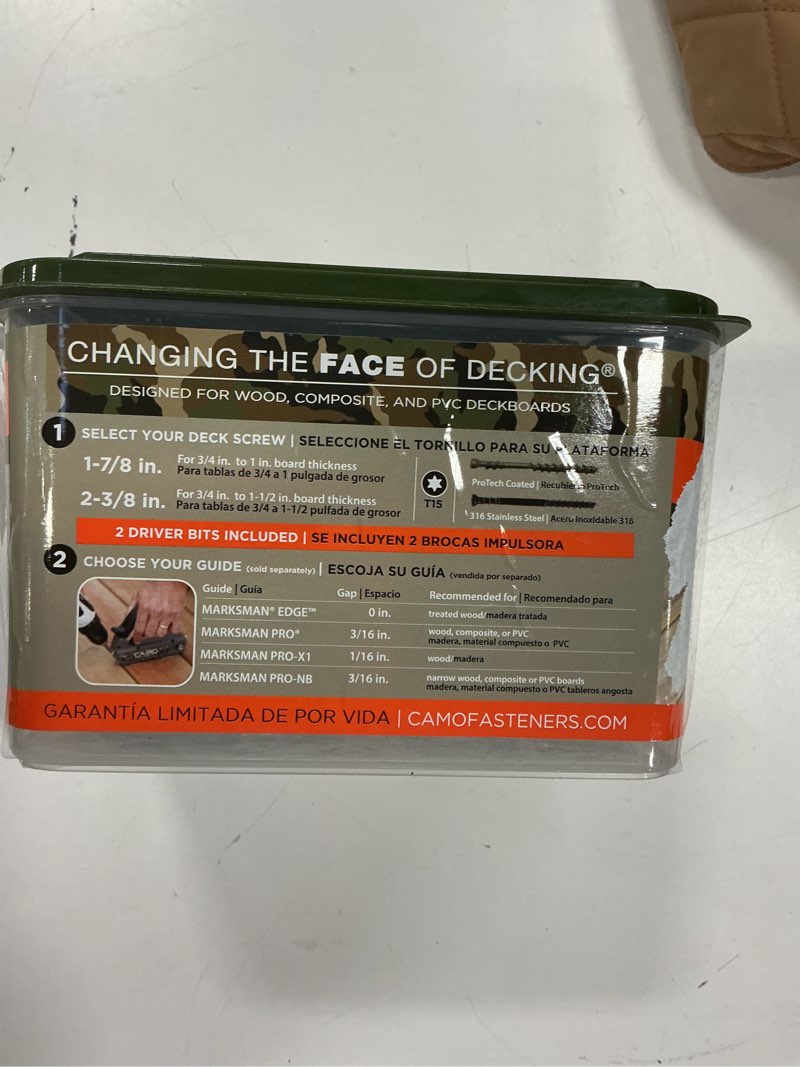 CHANGING THE FACE OF DECKING®
DESIGNED FOR WOOD, COMPOSITE, AND PVC DECKBOARDS
1 SELECT YOUR DECK SCREW | SELECCIONE EL TORNILLO PARA SU PLATAFORMA
1-7/8 in. For 3/4 in. to 1 in. board thickness
Para tablas de 3/4 a 1 pulgada de grosor
2-3/8 in. For 3/4 in. to 1-1/2 in. board thickness
Para tablas de 3/4 a 1-1/2 pulfada de grosor
T15
ProTech Coated | Recubierto ProTech
316 Stainless Steel | Acero Inoxidable 316
2 DRIVER BITS INCLUDED | SE INCLUYEN 2 BROCAS IMPULSORA
2 CHOOSE YOUR GUIDE (sold separately) | ESCOJA SU GUÍA (vendida por separado)
Guide | Guía Gap | Espacio Recommended for | Recomendado para
MARKSMAN® EDGE™ 0 in. treated wood/madera tratada
MARKSMAN PRO® 3/16 in. wood, composite, or PVC
madera, material compuesto o PVC
MARKSMAN PRO-X1 1/16 in. wood/madera
MARKSMAN PRO-NB 3/16 in. narrow wood, composite or PVC boards
madera, material compuesto o PVC tableros angosta
CAMO
GARANTÍA LIMITADA DE POR VIDA | CAMOFASTENERS.COM